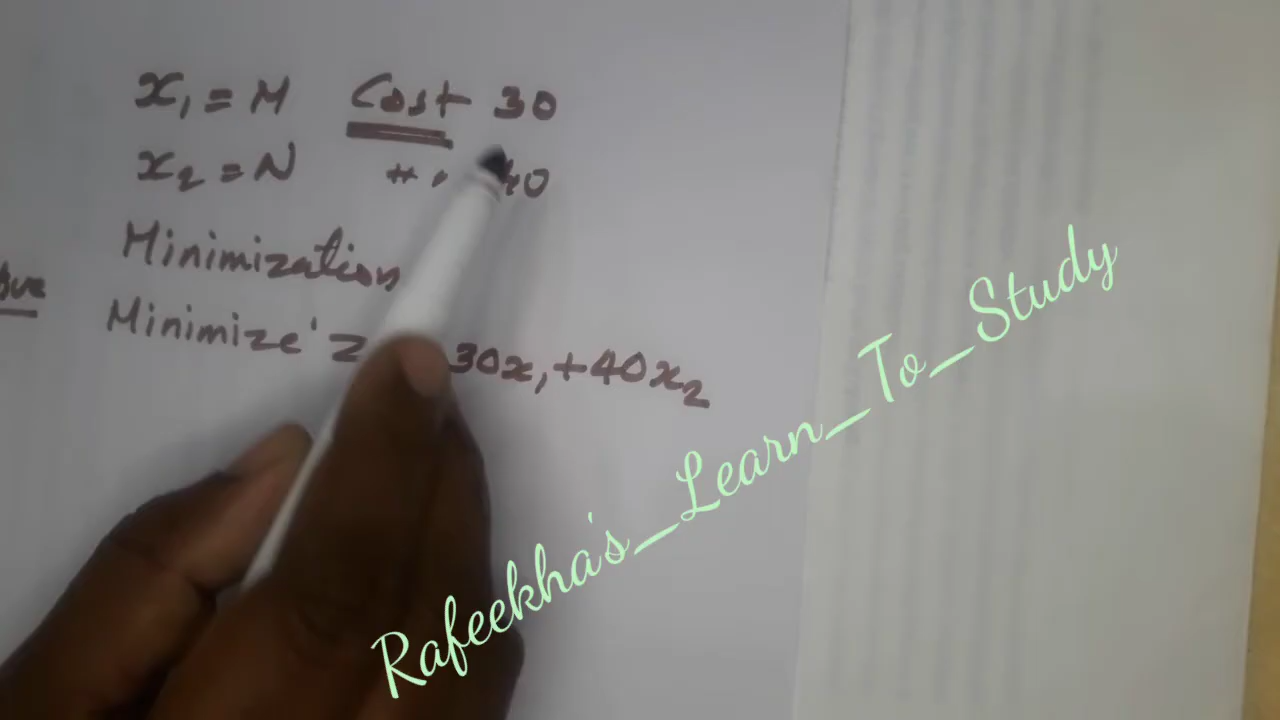 x₁ = M Cost 30
x₂ = N 〃 40
Minimization
Minimize Z 30x₁ + 40x₂
Rafeekha's_Learn_To_Study